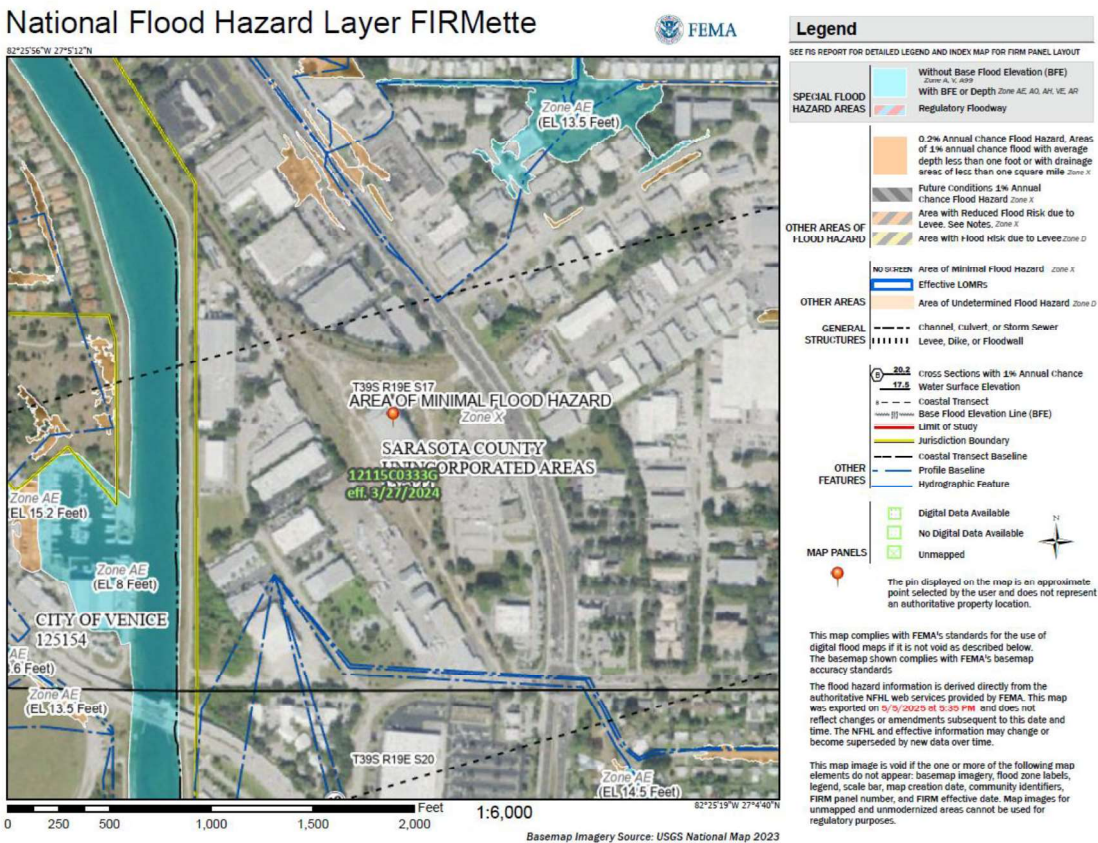 National Flood Hazard Layer FIRMette
FEMA
82°25'56"W 27°5'12"N
Zone AE
(EL 13.5 Feet)
T39S R19E S17
AREA OF MINIMAL FLOOD HAZARD
Zone X
SARASOTA COUNTY
UNINCORPORATED AREAS
12115C0333G
eff. 3/27/2024
Zone AE
(EL 15.2 Feet)
Zone AE
(EL 8 Feet)
CITY OF VENICE
125154
AE
.6 Feet)
Zone AE
(EL 13.5 Feet)
T39S R19E S20
Zone AE
(EL 14.5 Feet)
82°25'19"W 27°4'40"N
Feet
1:6,000
0 250 500 1,000 1,500 2,000
Basemap Imagery Source: USGS National Map 2023
Legend
SEE FIS REPORT FOR DETAILED LEGEND AND INDEX MAP FOR FIRM PANEL LAYOUT
SPECIAL FLOOD
HAZARD AREAS
Without Base Flood Elevation (BFE)
Zone A, V, A99
With BFE or Depth Zone AE, AO, AH, VE, AR
Regulatory Floodway
0.2% Annual Chance Flood Hazard, Areas
of 1% annual chance flood with average
depth less than one foot or with drainage
areas of less than one square mile Zone X
Future Conditions 1% Annual
Chance Flood Hazard Zone X
Area with Reduced Flood Risk due to
Levee. See Notes. Zone X
Area with Flood Risk due to Levee Zone D
OTHER AREAS OF
FLOOD HAZARD
NO SCREEN Area of Minimal Flood Hazard Zone X
Effective LOMRs
OTHER AREAS
Area of Undetermined Flood Hazard Zone D
GENERAL
STRUCTURES
Channel, Culvert, or Storm Sewer
Levee, Dike, or Floodwall
B 20.2 Cross Sections with 1% Annual Chance
17.5 Water Surface Elevation
8 Coastal Transect
513 Base Flood Elevation Line (BFE)
Limit of Study
Jurisdiction Boundary
Coastal Transect Baseline
OTHER
FEATURES
Profile Baseline
Hydrographic Feature
Digital Data Available
No Digital Data Available
Unmapped
N
MAP PANELS
The pin displayed on the map is an approximate
point selected by the user and does not represent
an authoritative property location.
This map complies with FEMA's standards for the use of
digital flood maps if it is not void as described below.
The basemap shown complies with FEMA's basemap
accuracy standards
The flood hazard information is derived directly from the
authoritative NFHL web services provided by FEMA. This map
was exported on 5/5/2025 at 5:35 PM and does not
reflect changes or amendments subsequent to this date and
time. The NFHL and effective information may change or
become superseded by new data over time.
This map image is void if the one or more of the following map
elements do not appear: basemap imagery, flood zone labels,
legend, scale bar, map creation date, community identifiers,
FIRM panel number, and FIRM effective date. Map images for
unmapped and unmodernized areas cannot be used for
regulatory purposes.